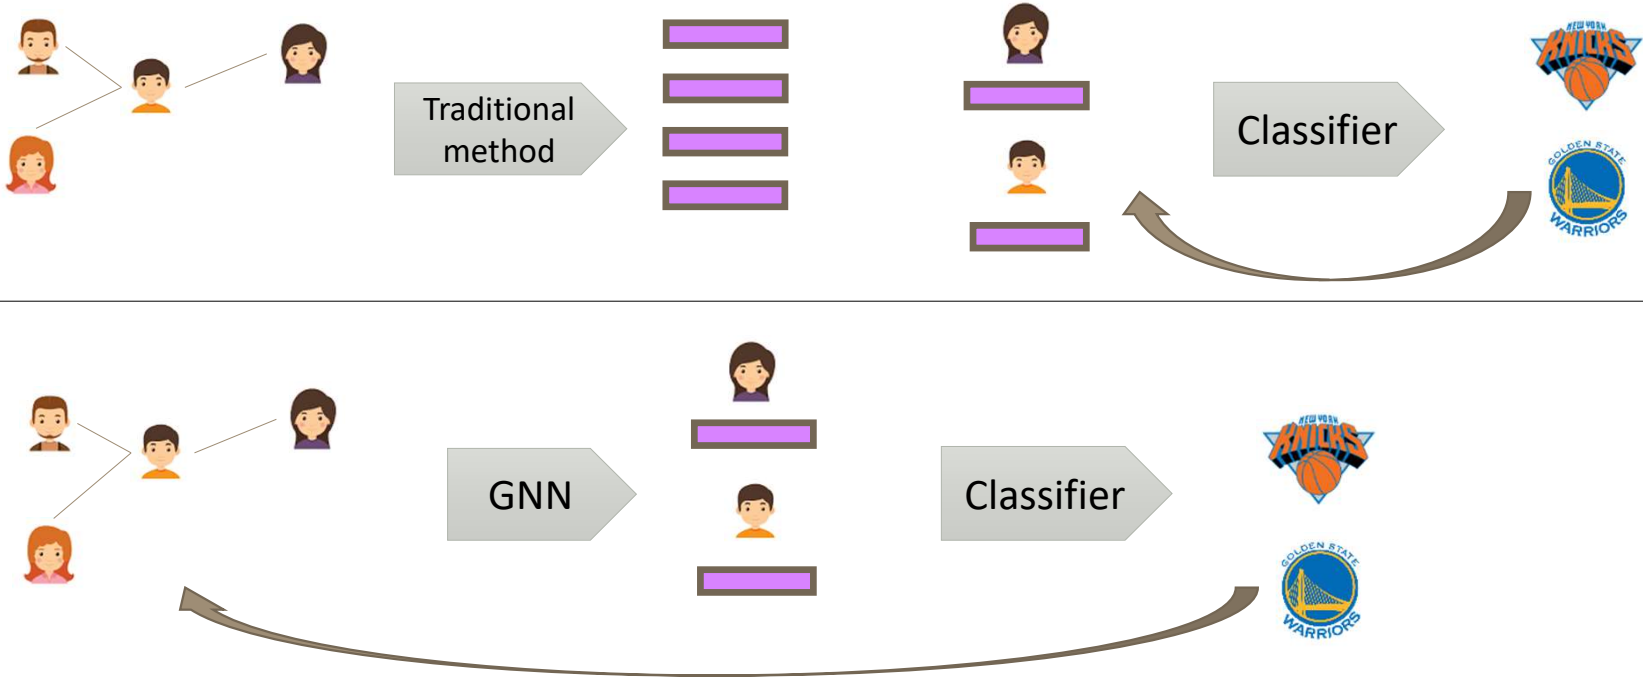 Traditional
method
Classifier
NEW YORK
KNICKS
GOLDEN STATE
WARRIORS
GNN
Classifier
NEW YORK
KNICKS
GOLDEN STATE
WARRIORS